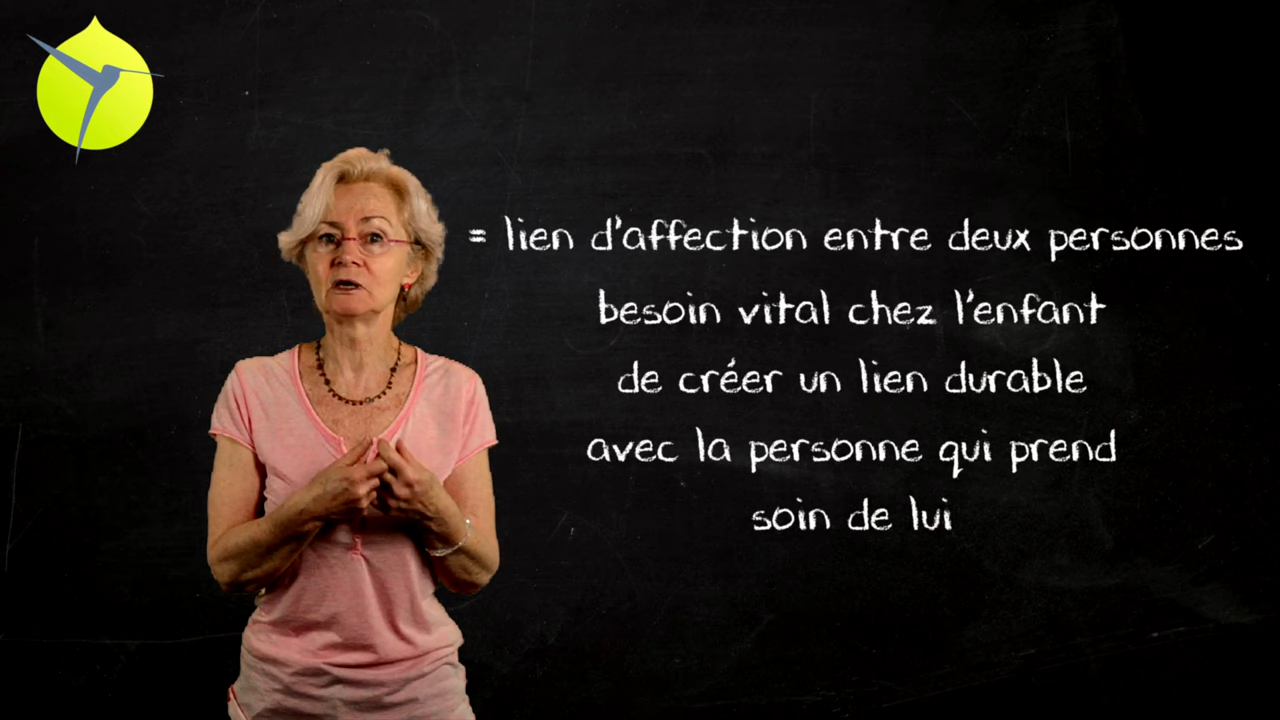 = lien d'affection entre deux personnes
besoin vital chez l'enfant
de créer un lien durable
avec la personne qui prend
soin de lui